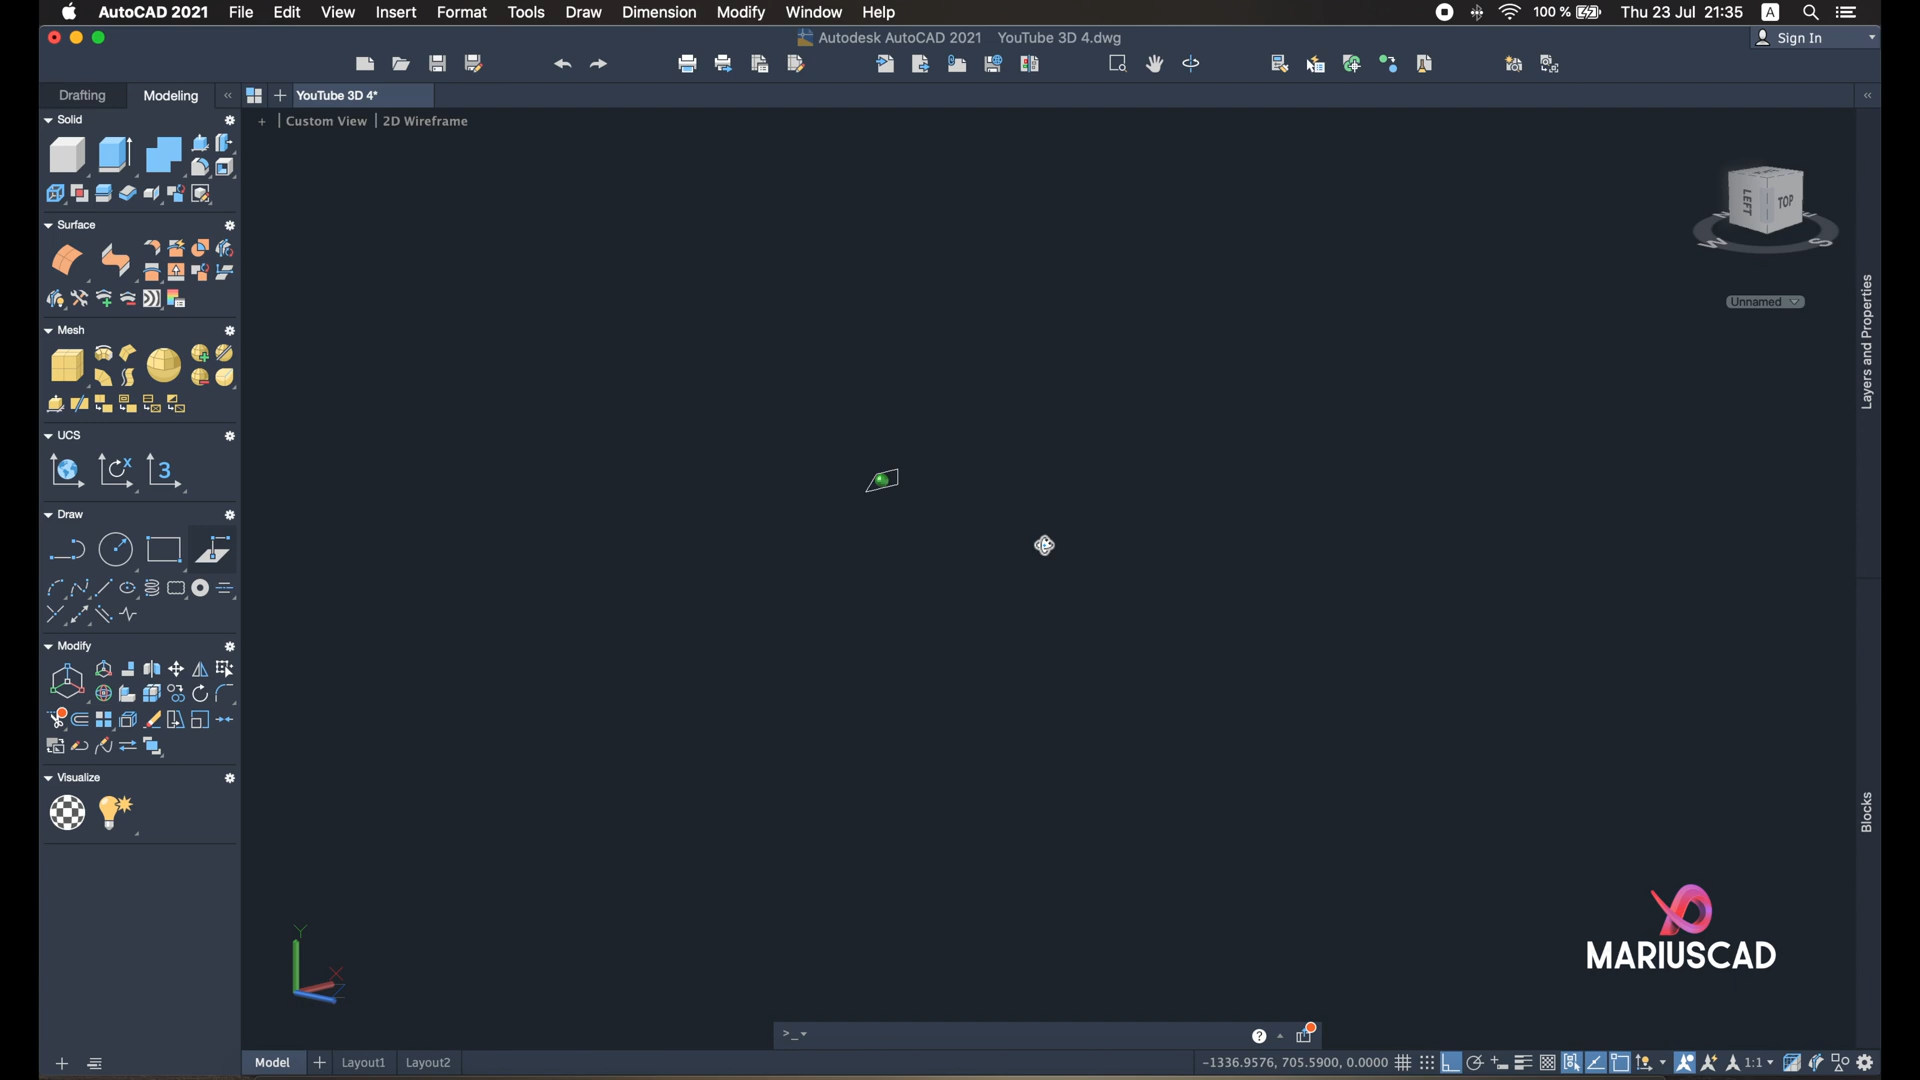 AutoCAD 2021 File Edit View Insert Format Tools Draw Dimension Modify Window Help 100 % Thu 23 Jul 21:35 A
Autodesk AutoCAD 2021 YouTube 3D 4.dwg Sign In
Drafting Modeling YouTube 3D 4*
+ | Custom View | 2D Wireframe
Solid
LEFT TOP
W S
Unnamed
Surface
Mesh
UCS
X
3
Draw
Modify
Visualize
Layers and Properties
Blocks
MARIUSCAD
Y
X
Z
>_
?
Model + Layout1 Layout2 -1336.9576, 705.5900, 0.0000 1:1